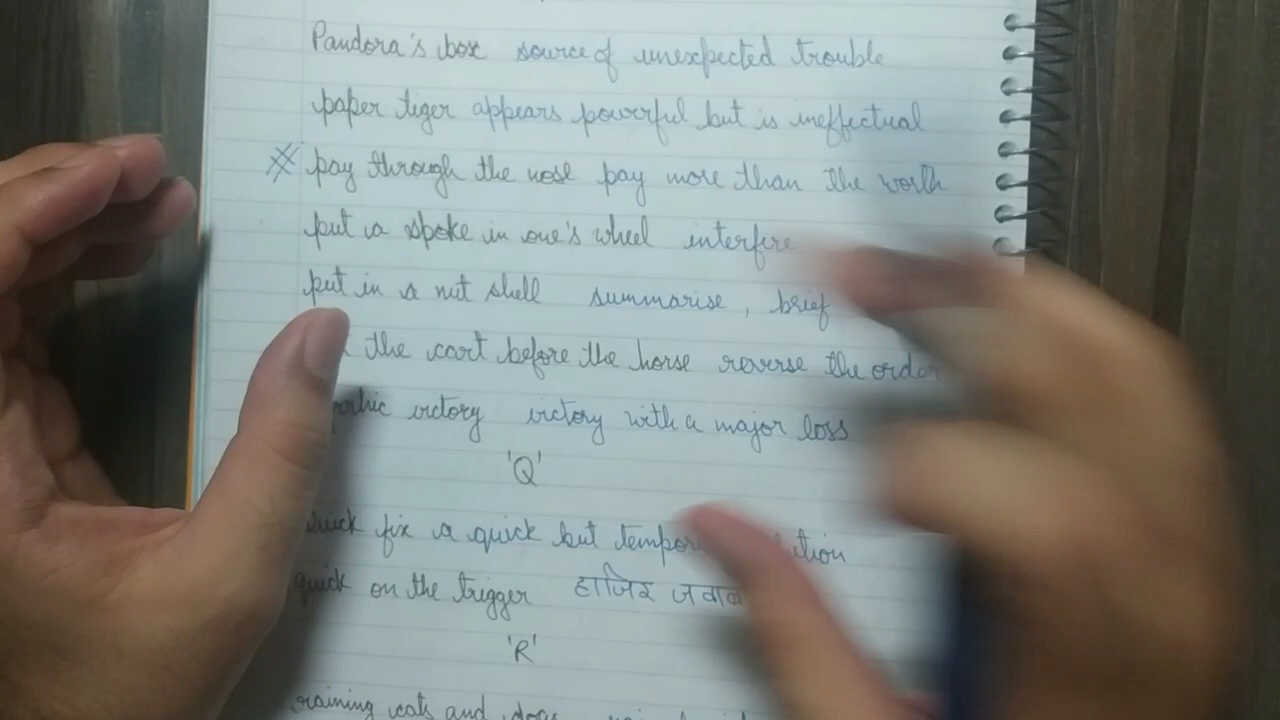 Pandora's box source of unexpected trouble
paper tiger appears powerful but is ineffectual
pay through the nose pay more than the worth
put a spoke in one's wheel interfere
put in a nut shell summarise, brief
the cart before the horse reverse the order
victory victory with a major loss
'Q'
quick fix a quick but
quick on the trigger हाजिर
'R'
raining cats and dogs